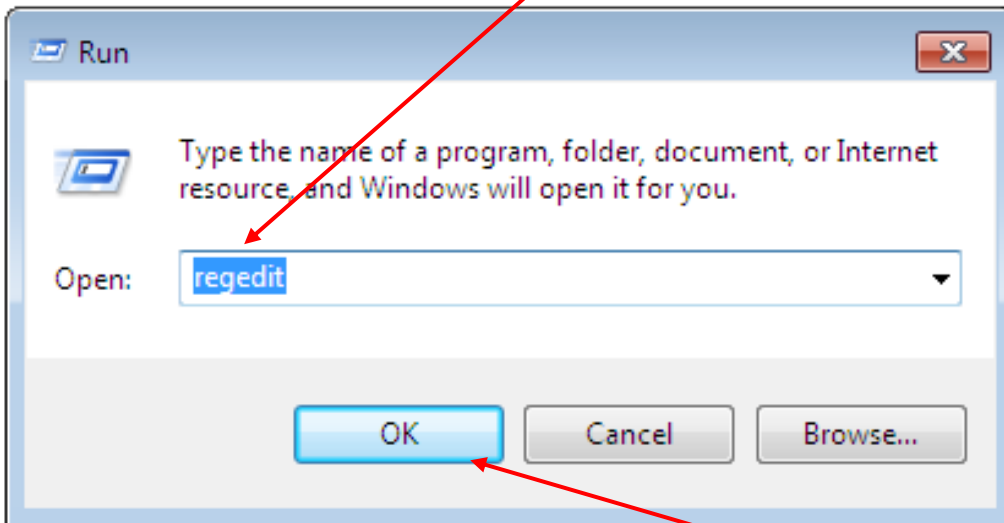 Run
Type the name of a program, folder, document, or Internet
resource, and Windows will open it for you.
Open: regedit
OK Cancel Browse...